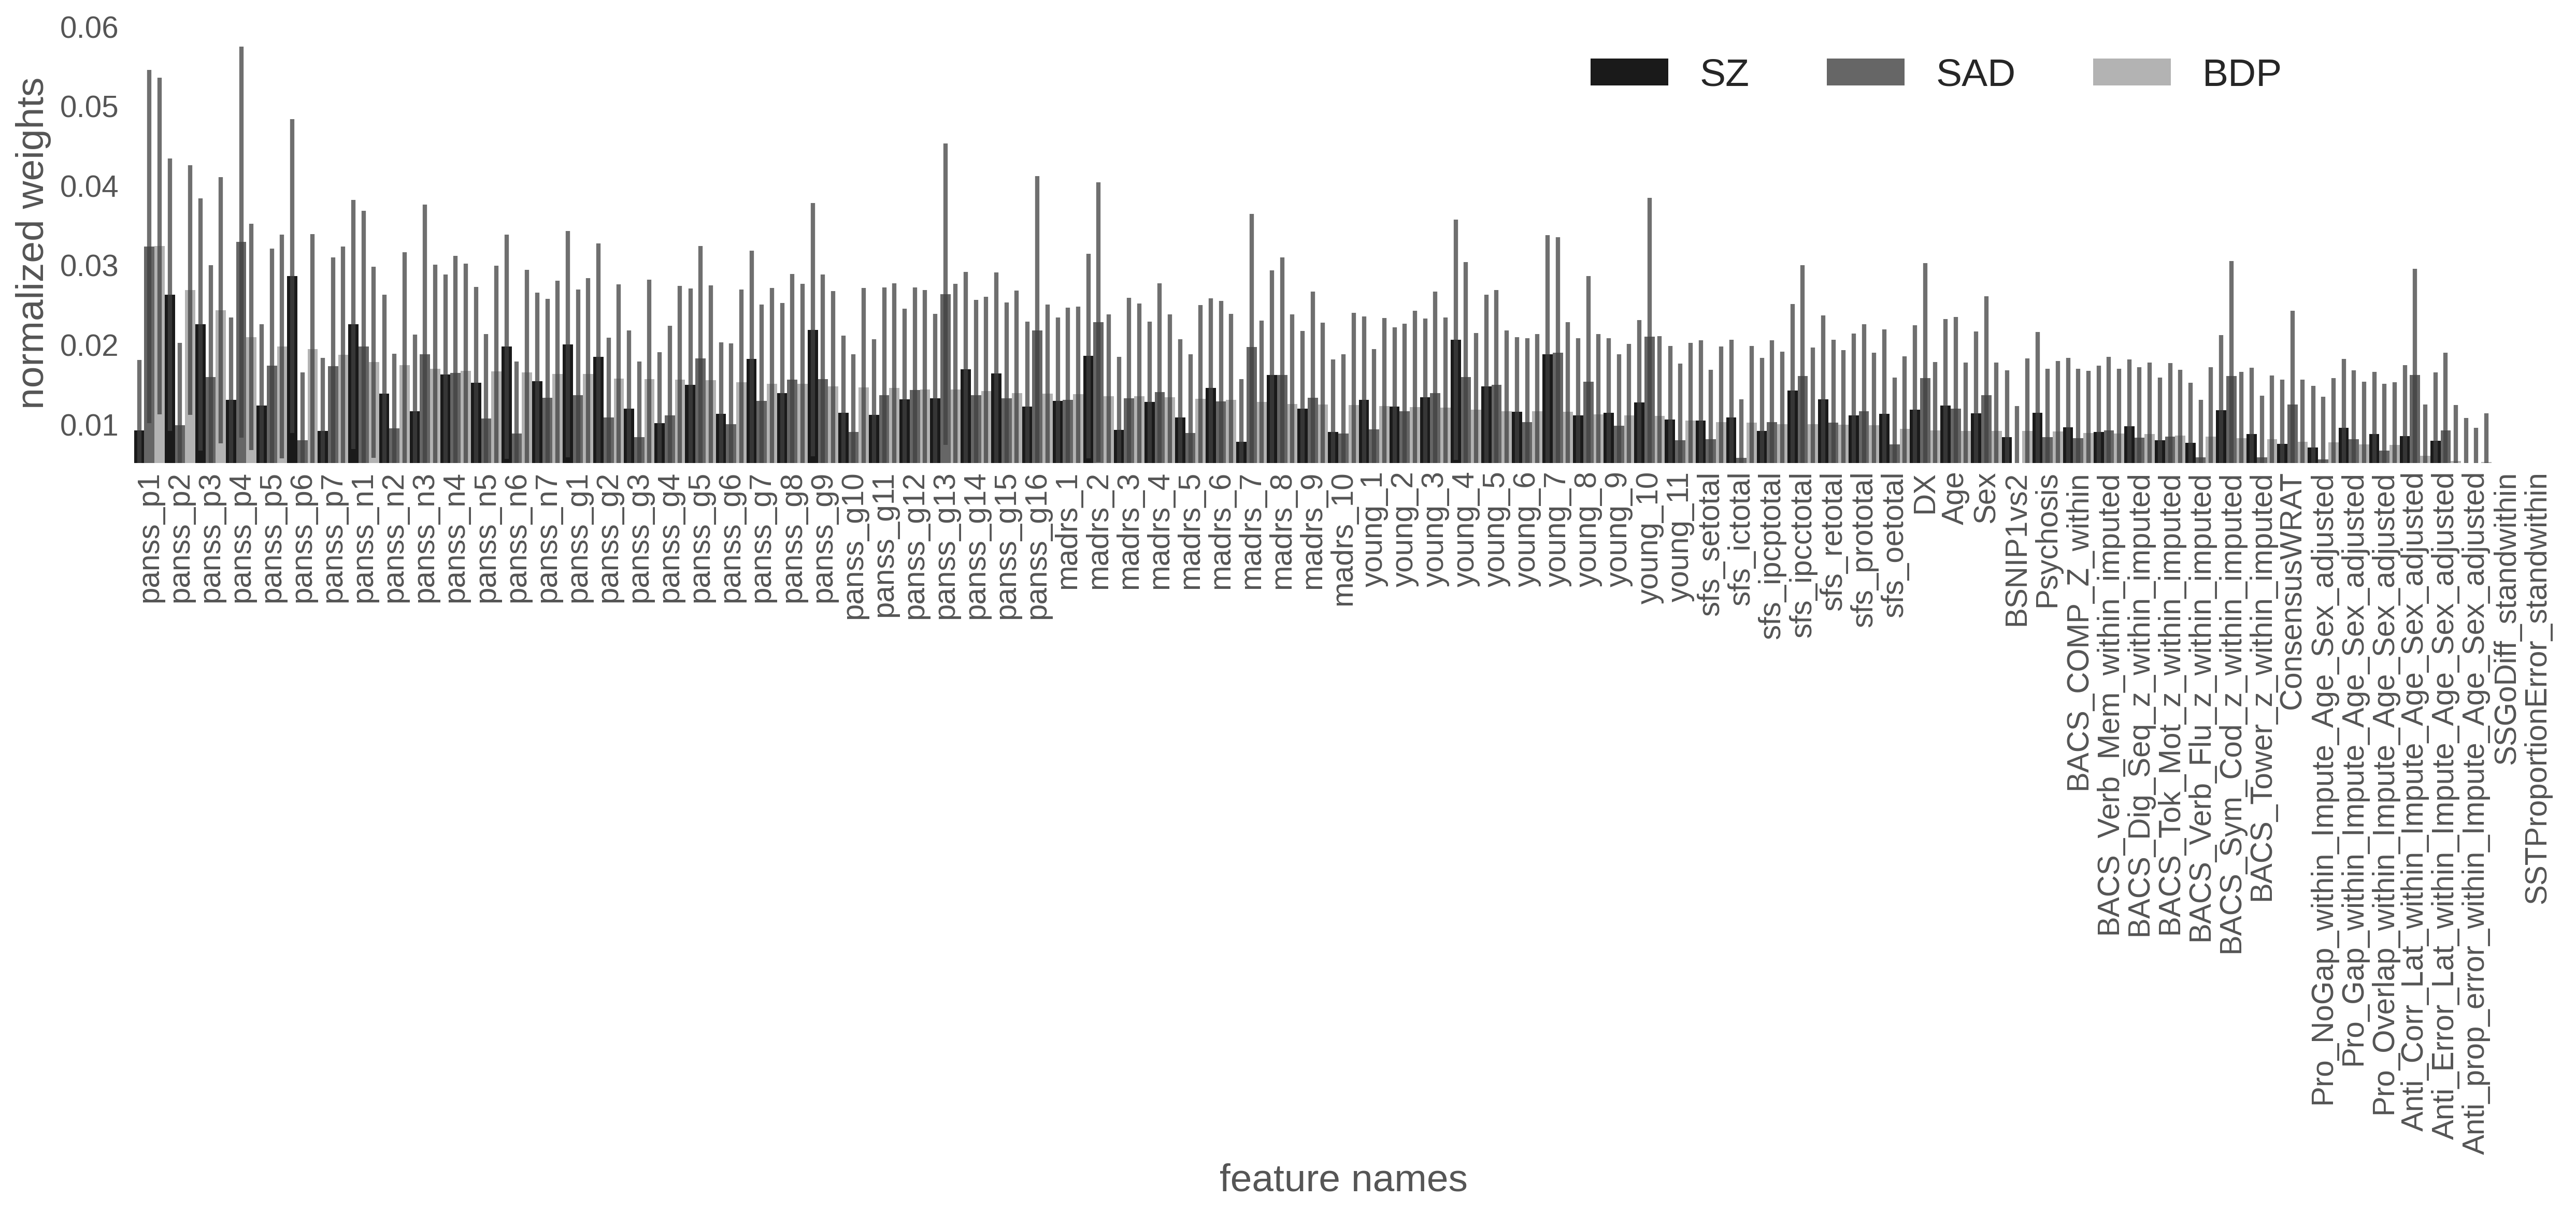 0.06
0.05
0.04
0.03
0.02
0.01
normalized weights
SZ
SAD
BDP
panss_p1
panss_p2
panss_p3
panss_p4
panss_p5
panss_p6
panss_p7
panss_n1
panss_n2
panss_n3
panss_n4
panss_n5
panss_n6
panss_n7
panss_g1
panss_g2
panss_g3
panss_g4
panss_g5
panss_g6
panss_g7
panss_g8
panss_g9
panss_g10
panss_g11
panss_g12
panss_g13
panss_g14
panss_g15
panss_g16
madrs_1
madrs_2
madrs_3
madrs_4
madrs_5
madrs_6
madrs_7
madrs_8
madrs_9
madrs_10
young_1
young_2
young_3
young_4
young_5
young_6
young_7
young_8
young_9
young_10
young_11
sfs_setotal
sfs_ictotal
sfs_ipcptotal
sfs_ipcctotal
sfs_retotal
sfs_prototal
sfs_oetotal
DX
Age
Sex
BSNIP1vs2
Psychosis
BACS_COMP_Z_within
BACS_Verb_Mem_within_imputed
BACS_Dig_Seq_z_within_imputed
BACS_Tok_Mot_z_within_imputed
BACS_Verb_Flu_z_within_imputed
BACS_Sym_Cod_z_within_imputed
BACS_Tower_z_within_imputed
ConsensusWRAT
Pro_NoGap_within_Impute_Age_Sex_adjusted
Pro_Gap_within_Impute_Age_Sex_adjusted
Pro_Overlap_within_Impute_Age_Sex_adjusted
Anti_Corr_Lat_within_Impute_Age_Sex_adjusted
Anti_Error_Lat_within_Impute_Age_Sex_adjusted
Anti_prop_error_within_Impute_Age_Sex_adjusted
SSGoDiff_standwithin
SSTProportionError_standwithin
feature names